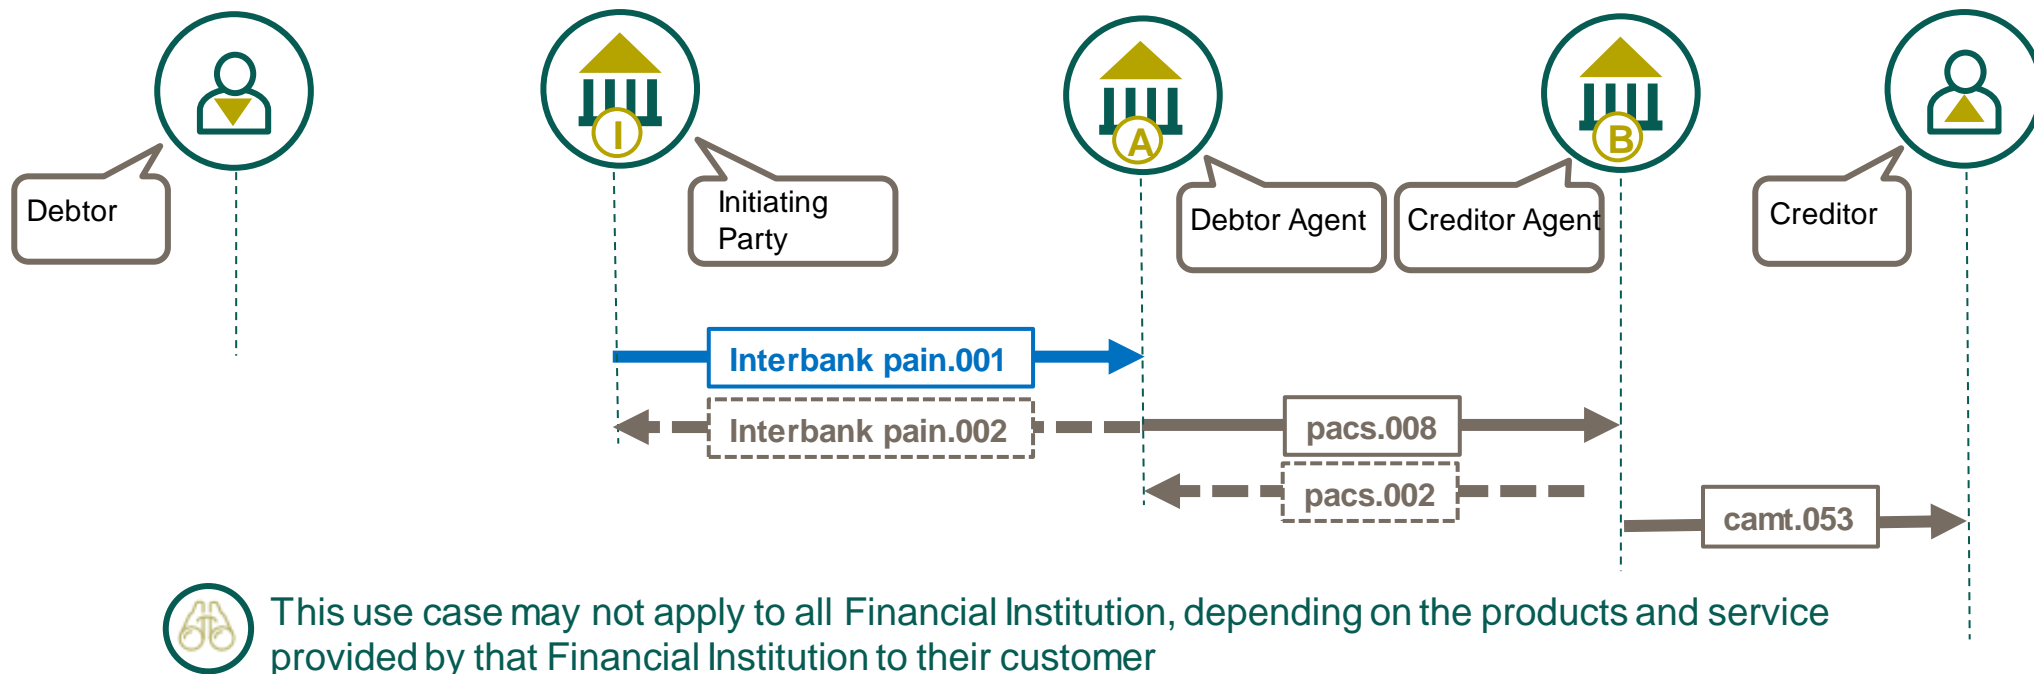 I
A
B
Debtor
Initiating
Party
Debtor Agent
Creditor Agent
Creditor
Interbank pain.001
Interbank pain.002
pacs.008
pacs.002
camt.053
This use case may not apply to all Financial Institution, depending on the products and service
provided by that Financial Institution to their customer